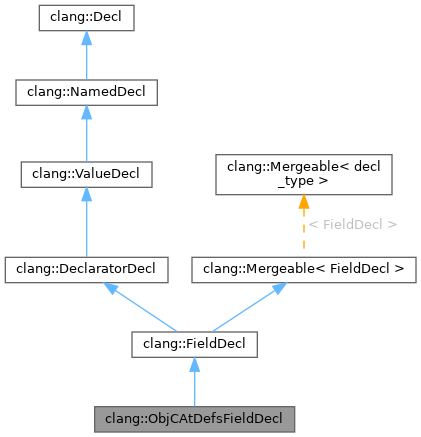 clang::Decl
clang::NamedDecl
clang::ValueDecl
clang::Mergeable< decl
_type >
< FieldDecl >
clang::DeclaratorDecl
clang::Mergeable< FieldDecl >
clang::FieldDecl
clang::ObjCAtDefsFieldDecl